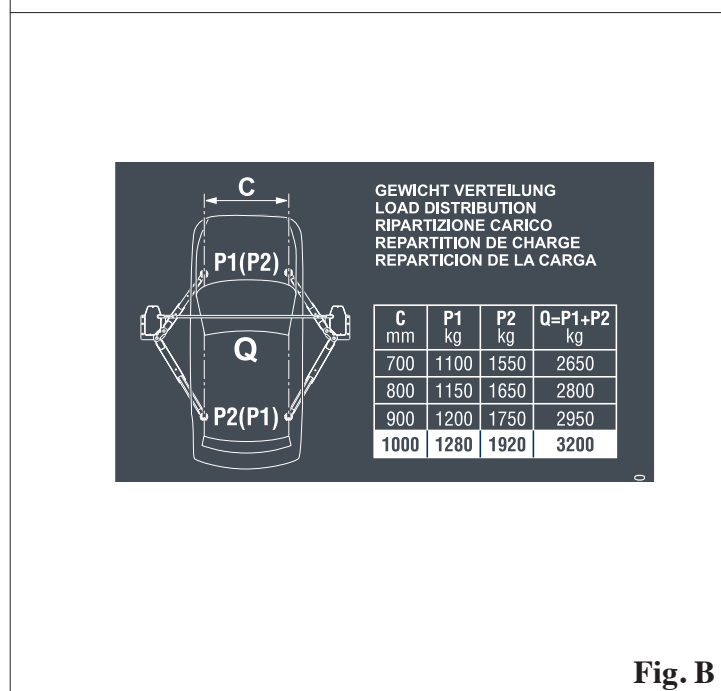 C
P1(P2)
Q
P2(P1)
GEWICHT VERTEILUNG
LOAD DISTRIBUTION
RIPARTIZIONE CARICO
REPARTITION DE CHARGE
REPARTICION DE LA CARGA
C P1 P2 Q=P1+P2
mm kg kg kg
700 1100 1550 2650
800 1150 1650 2800
900 1200 1750 2950
1000 1280 1920 3200
0
Fig. B